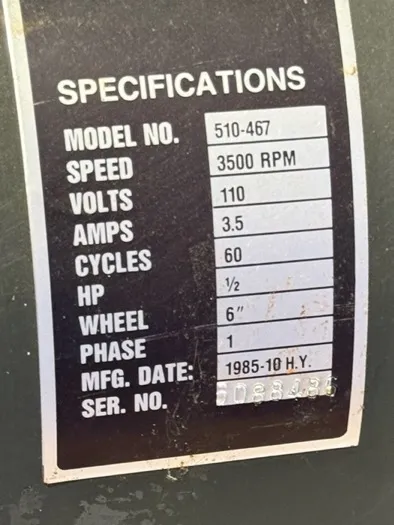 SPECIFICATIONS
MODEL NO. 510-467
SPEED 3500 RPM
VOLTS 110
AMPS 3.5
CYCLES 60
HP ½
WHEEL 6"
PHASE 1
MFG. DATE: 1985-10 H.Y.
SER. NO.